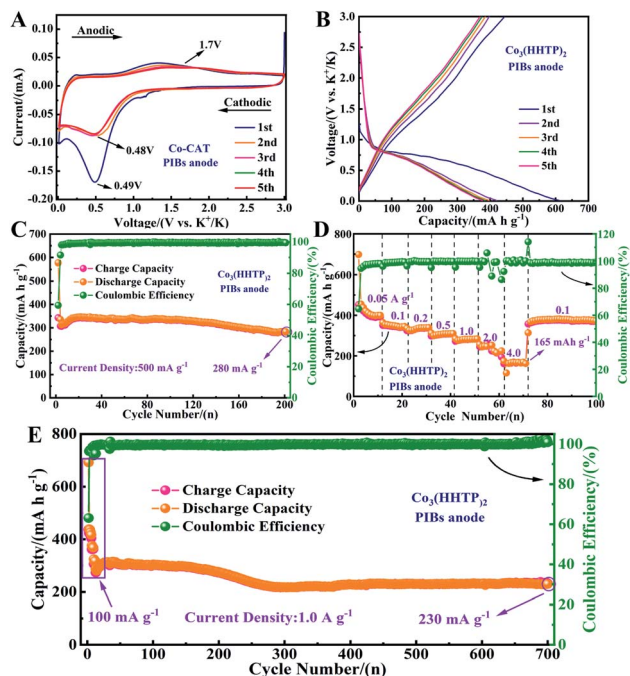 A
Anodic
1.7V
Cathodic
Co-CAT
PIBs anode
0.48V
0.49V
1st
2nd
3rd
4th
5th
Current/(mA)
0.10
0.05
0.00
-0.05
-0.10
-0.15
-0.20
0.0 0.5 1.0 1.5 2.0 2.5 3.0
Voltage/(V vs. K+/K)
B
Co3(HHTP)2
PIBs anode
1st
2nd
3rd
4th
5th
Voltage/(V vs. K+/K)
3.0
2.5
2.0
1.5
1.0
0.5
0.0
0 100 200 300 400 500 600 700
Capacity/(mA h g-1)
C
Charge Capacity
Discharge Capacity
Coulombic Efficiency
Co3(HHTP)2
PIBs anode
Current Density:500 mA g-1
280 mA g-1
Capacity/(mA h g-1)
700
600
500
400
300
200
100
0
0 40 80 120 160 200
Cycle Number/(n)
100
80
60
40
20
0
Coulombic Efficiency/(%)
D
0.05 A g-1
0.1
0.2
0.5
1.0
2.0
4.0
0.1
165 mAh g-1
Co3(HHTP)2
PIBs anode
Capacity/(mA h g-1)
800
600
400
200
0
0 20 40 60 80 100
Cycle Number/(n)
120
100
80
60
40
20
0
Coulombic Efficiency/(%)
E
Charge Capacity
Discharge Capacity
Coulombic Efficiency
Co3(HHTP)2
PIBs anode
100 mA g-1
Current Density:1.0 A g-1
230 mA g-1
Capacity/(mA h g-1)
800
600
400
200
0
0 100 200 300 400 500 600 700
Cycle Number/(n)
100
80
60
40
20
0
Coulombic Efficiency/(%)